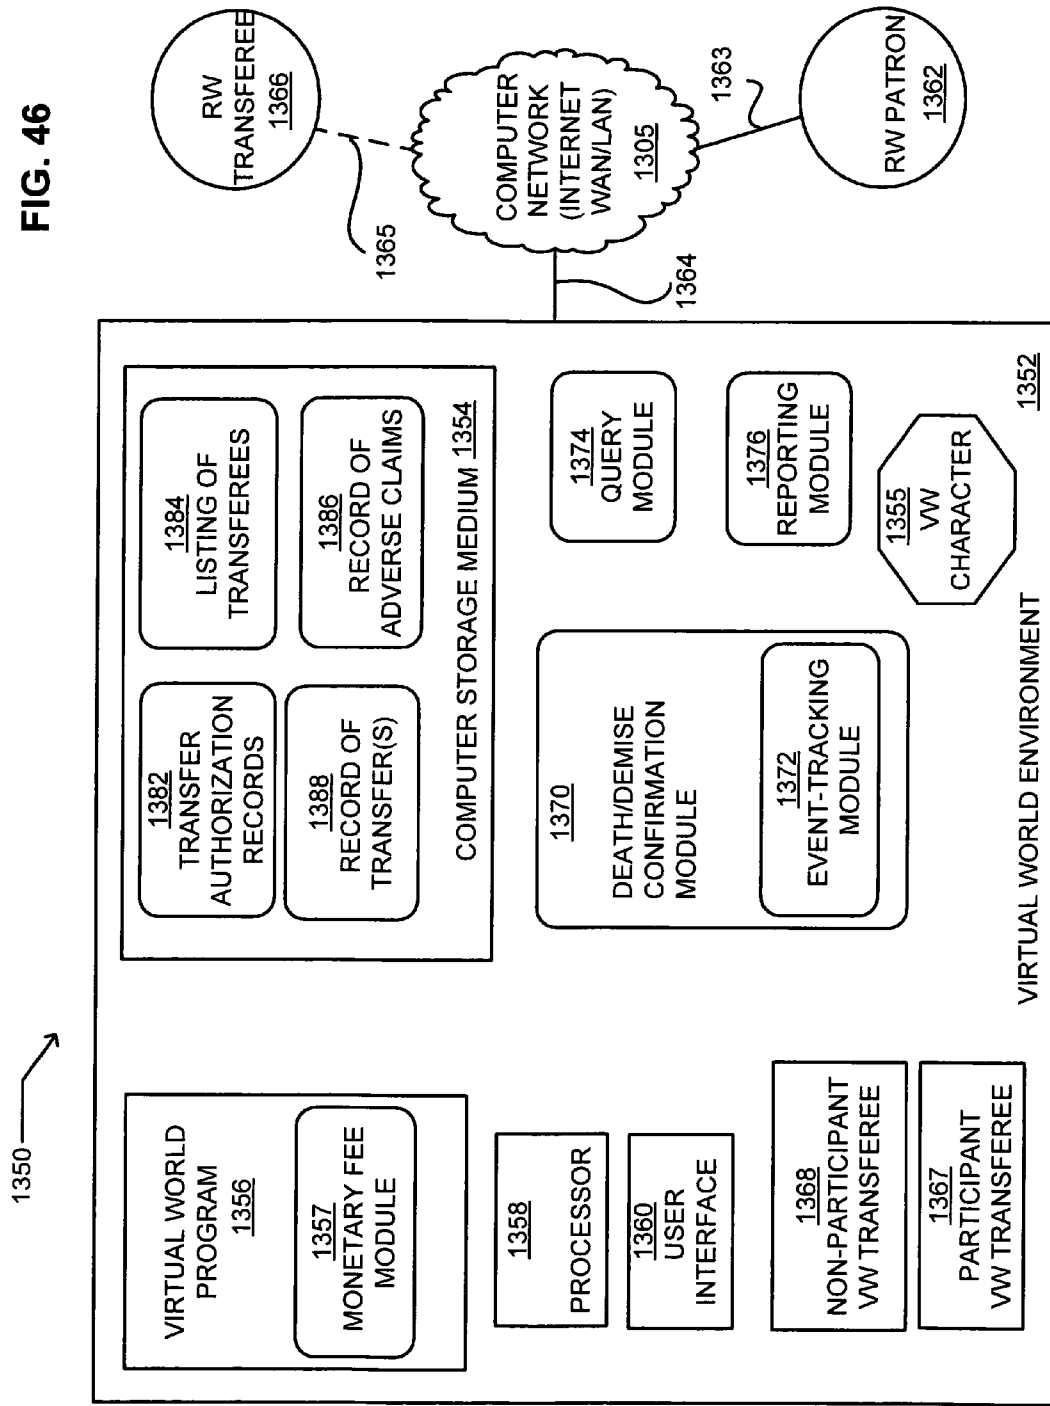 FIG. 46
1350
VIRTUAL WORLD
PROGRAM
1356
1357
MONETARY FEE
MODULE
1358
PROCESSOR
1360
USER
INTERFACE
1368
NON-PARTICIPANT
VW TRANSFEREE
1367
PARTICIPANT
VW TRANSFEREE
1382
TRANSFER
AUTHORIZATION
RECORDS
1384
LISTING OF
TRANSFEREES
1388
RECORD OF
TRANSFER(S)
1386
RECORD OF
ADVERSE CLAIMS
COMPUTER STORAGE MEDIUM 1354
1370
DEATH/DEMISE
CONFIRMATION
MODULE
1372
EVENT-TRACKING
MODULE
1374
QUERY
MODULE
1376
REPORTING
MODULE
1355
VW
CHARACTER
VIRTUAL WORLD ENVIRONMENT 1352
RW
TRANSFEREE
1366
1365
COMPUTER
NETWORK
(INTERNET
WAN/LAN)
1305
1364
1363
RW PATRON
1362